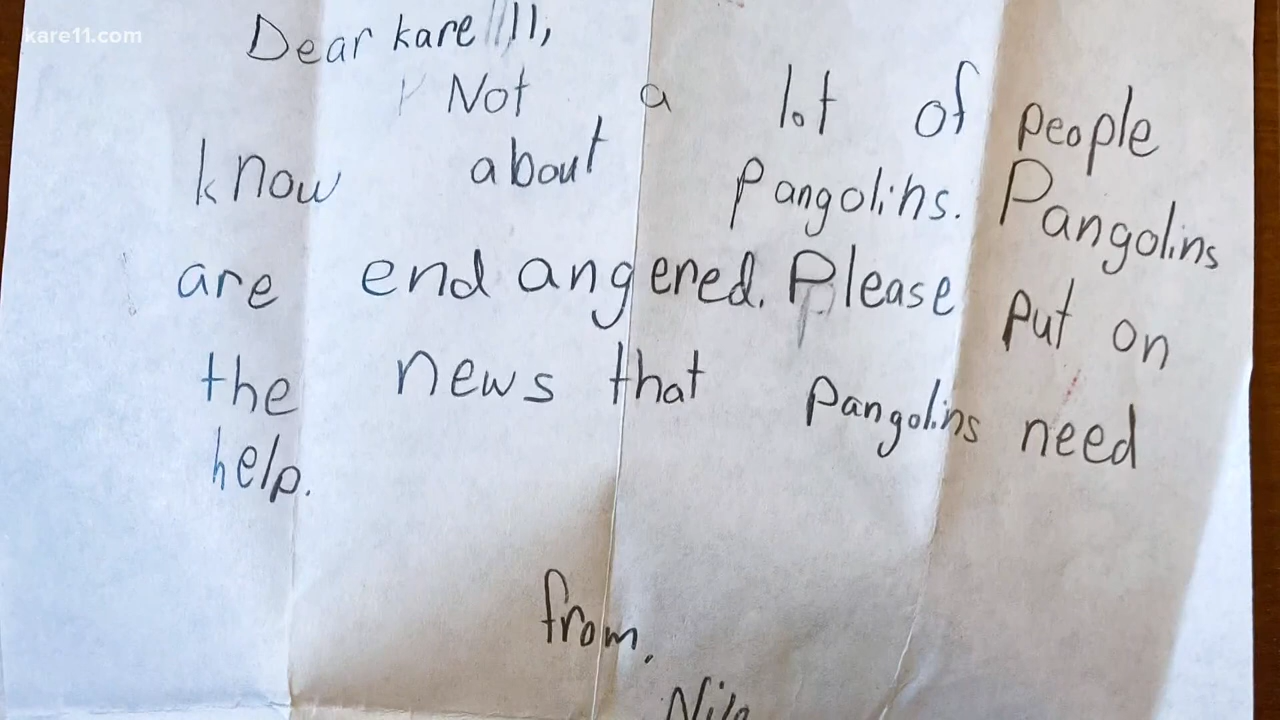 kare11.com
Dear kare 11,
Not a lot of people
know about pangolins. Pangolins
are endangered. Please put on
the news that pangolins need
help.
from,